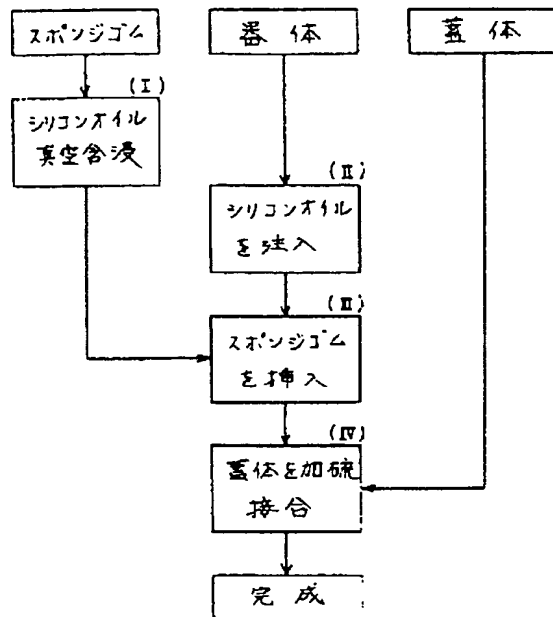 スポンジゴム
器体
蓋体
(I)
シリコンオイル
真空含浸
(II)
シリコンオイル
を注入
(III)
スポンジゴム
を挿入
(IV)
蓋体を加硫
接合
完成